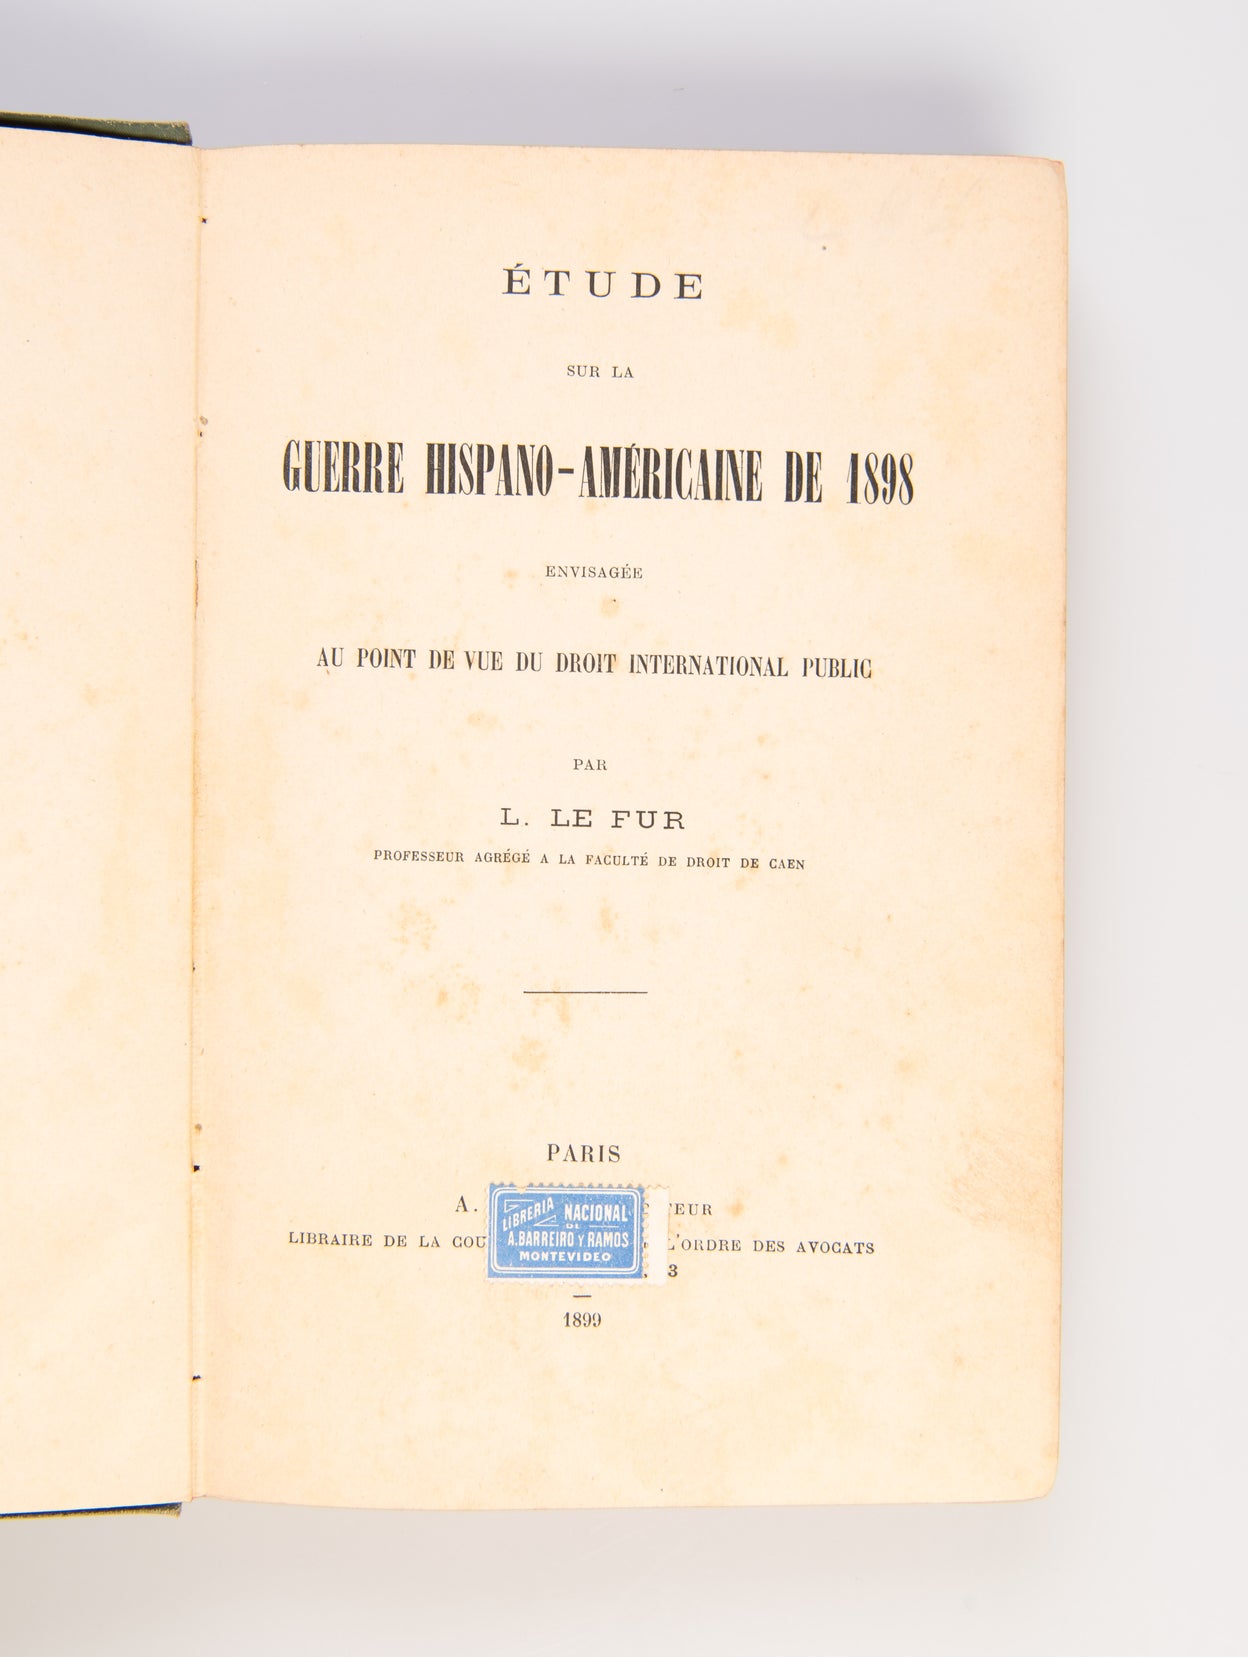 ÉTUDE
SUR LA
GUERRE HISPANO-AMÉRICAINE DE 1898
ENVISAGÉE
AU POINT DE VUE DU DROIT INTERNATIONAL PUBLIC
PAR
L. LE FUR
PROFESSEUR AGRÉGÉ A LA FACULTÉ DE DROIT DE CAEN
PARIS
A. TEUR
LIBRAIRE DE LA COU L'ORDRE DES AVOCATS
, 3
LIBRERIA NACIONAL
DE
A. BARREIRO Y RAMOS
MONTEVIDEO
1899